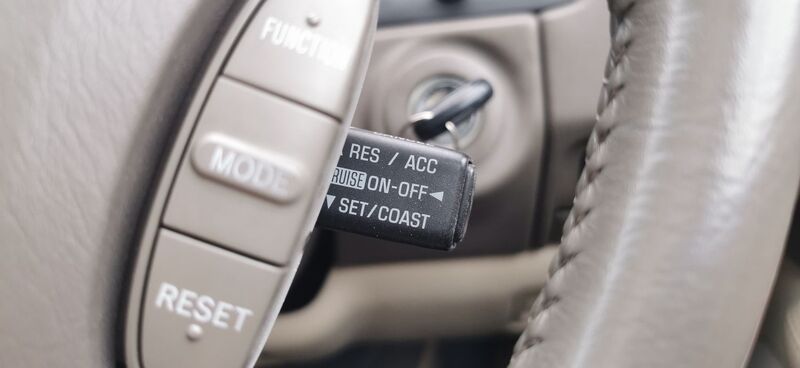 FUNCTION
MODE
RESET
RES / ACC
RUISE ON-OFF ◄
▼ SET/COAST